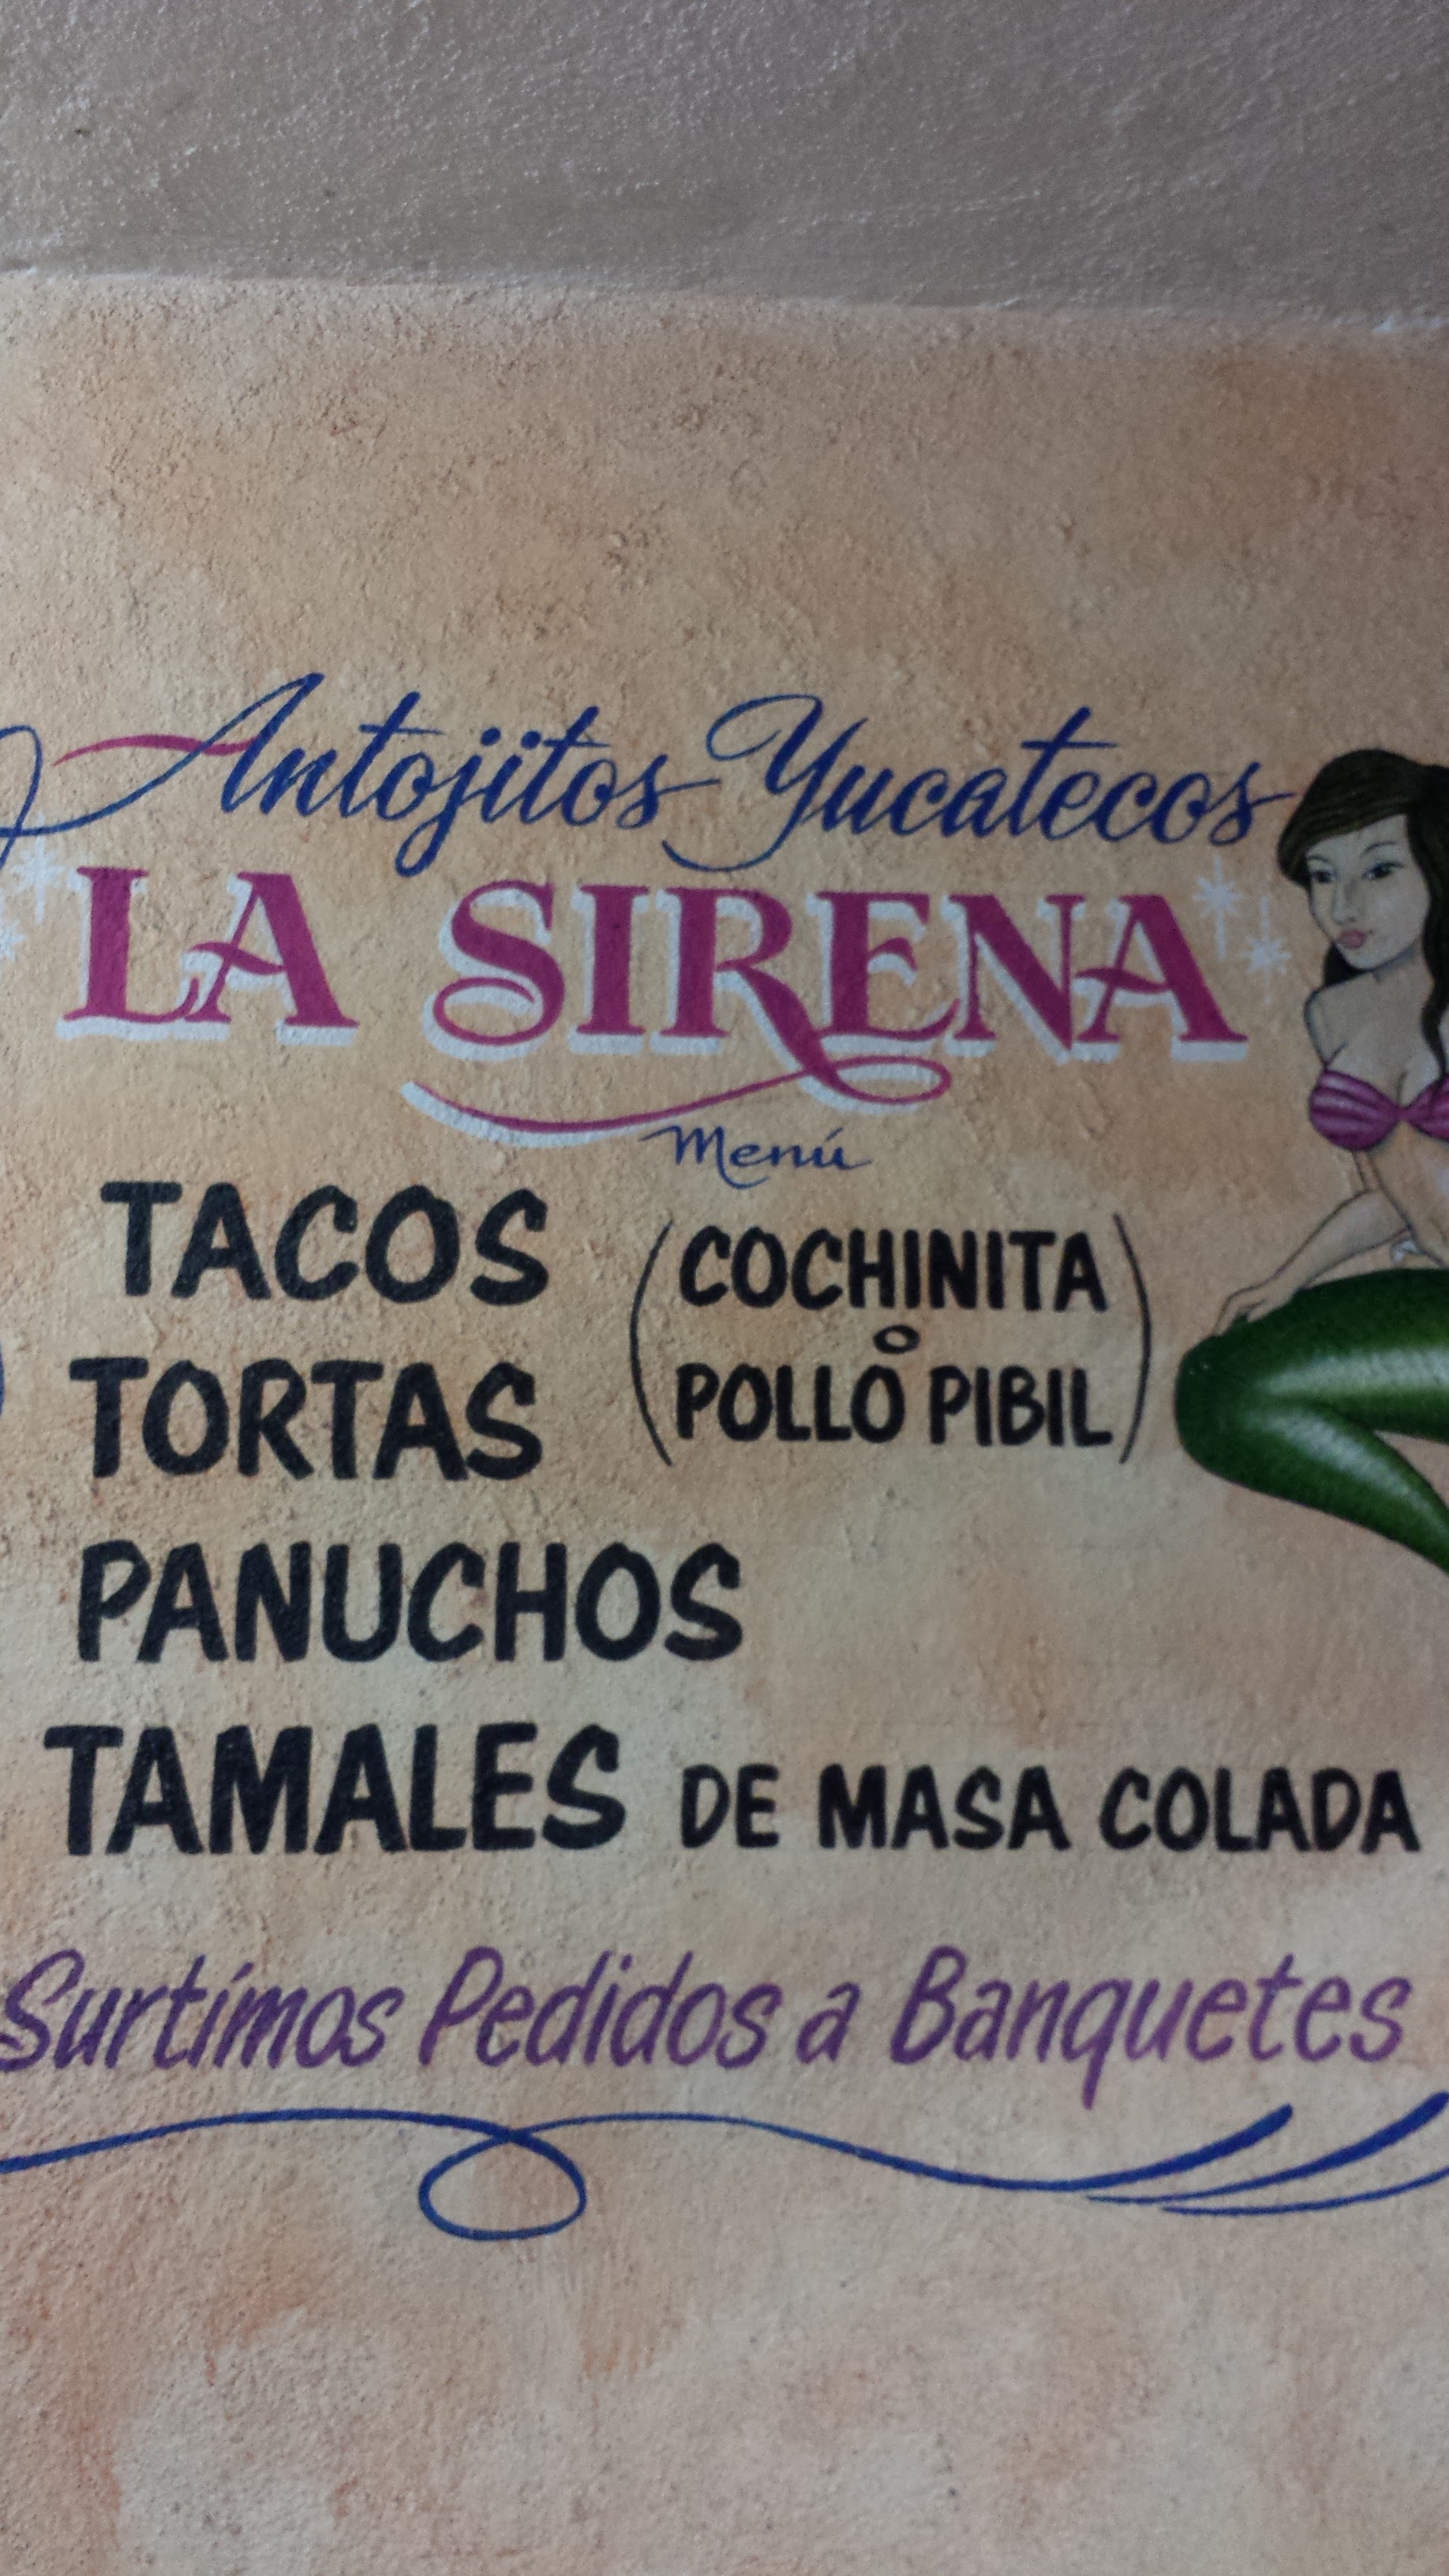 Antojitos Yucatecos
LA SIRENA
Menú
TACOS (COCHINITA
o
TORTAS POLLO PIBIL)
PANUCHOS
TAMALES DE MASA COLADA
Surtímos Pedidos a Banquetes